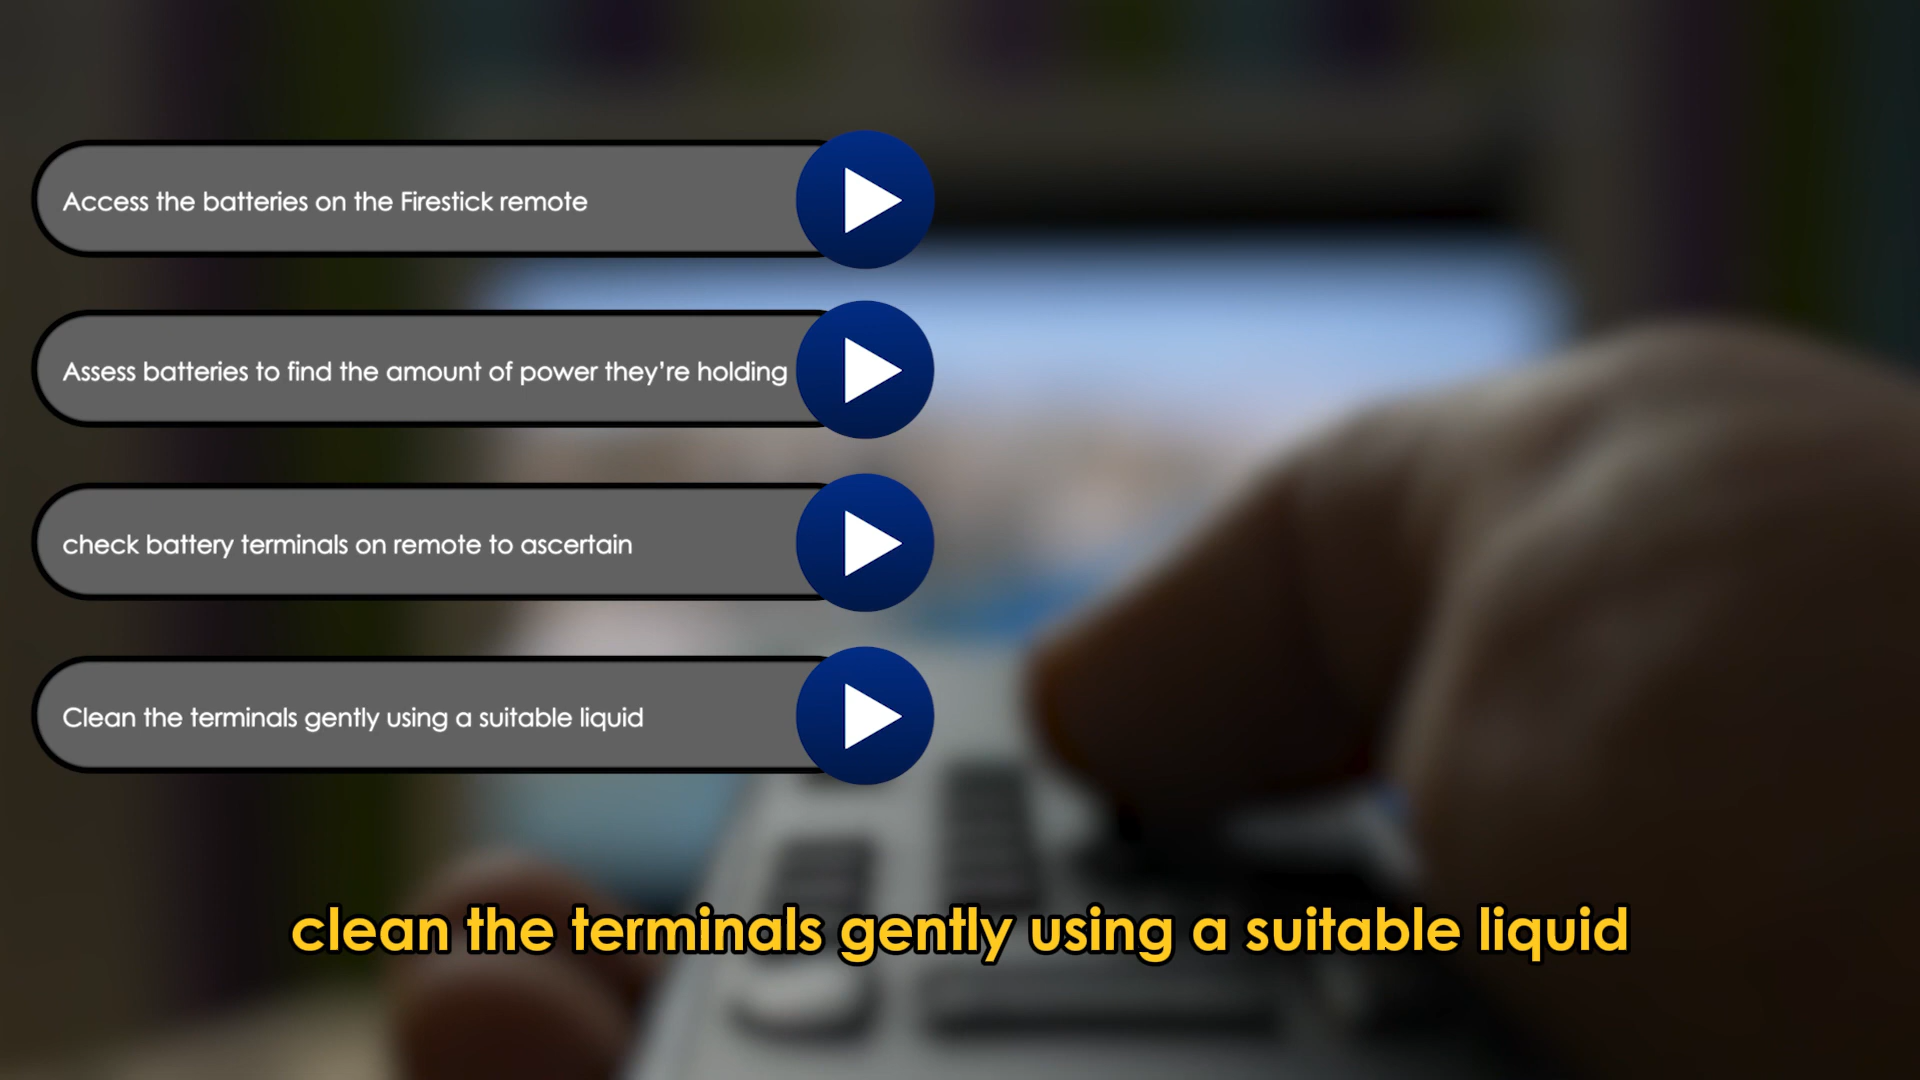 Access the batteries on the Firestick remote
Assess batteries to find the amount of power they're holding
check battery terminals on remote to ascertain
Clean the terminals gently using a suitable liquid
clean the terminals gently using a suitable liquid